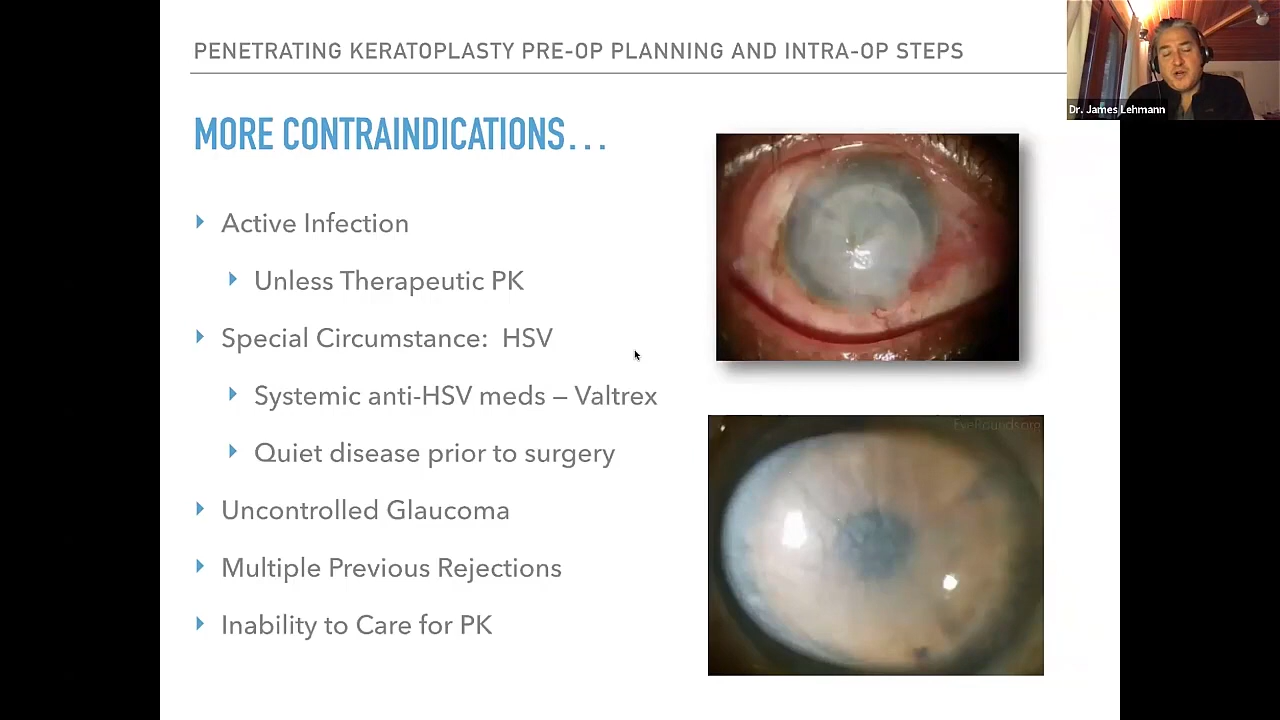 PENETRATING KERATOPLASTY PRE-OP PLANNING AND INTRA-OP STEPS
Dr. James Lehmann
MORE CONTRAINDICATIONS...
Active Infection
Unless Therapeutic PK
Special Circumstance: HSV
Systemic anti-HSV meds – Valtrex
Quiet disease prior to surgery
Uncontrolled Glaucoma
Multiple Previous Rejections
Inability to Care for PK
EyeRounds.org